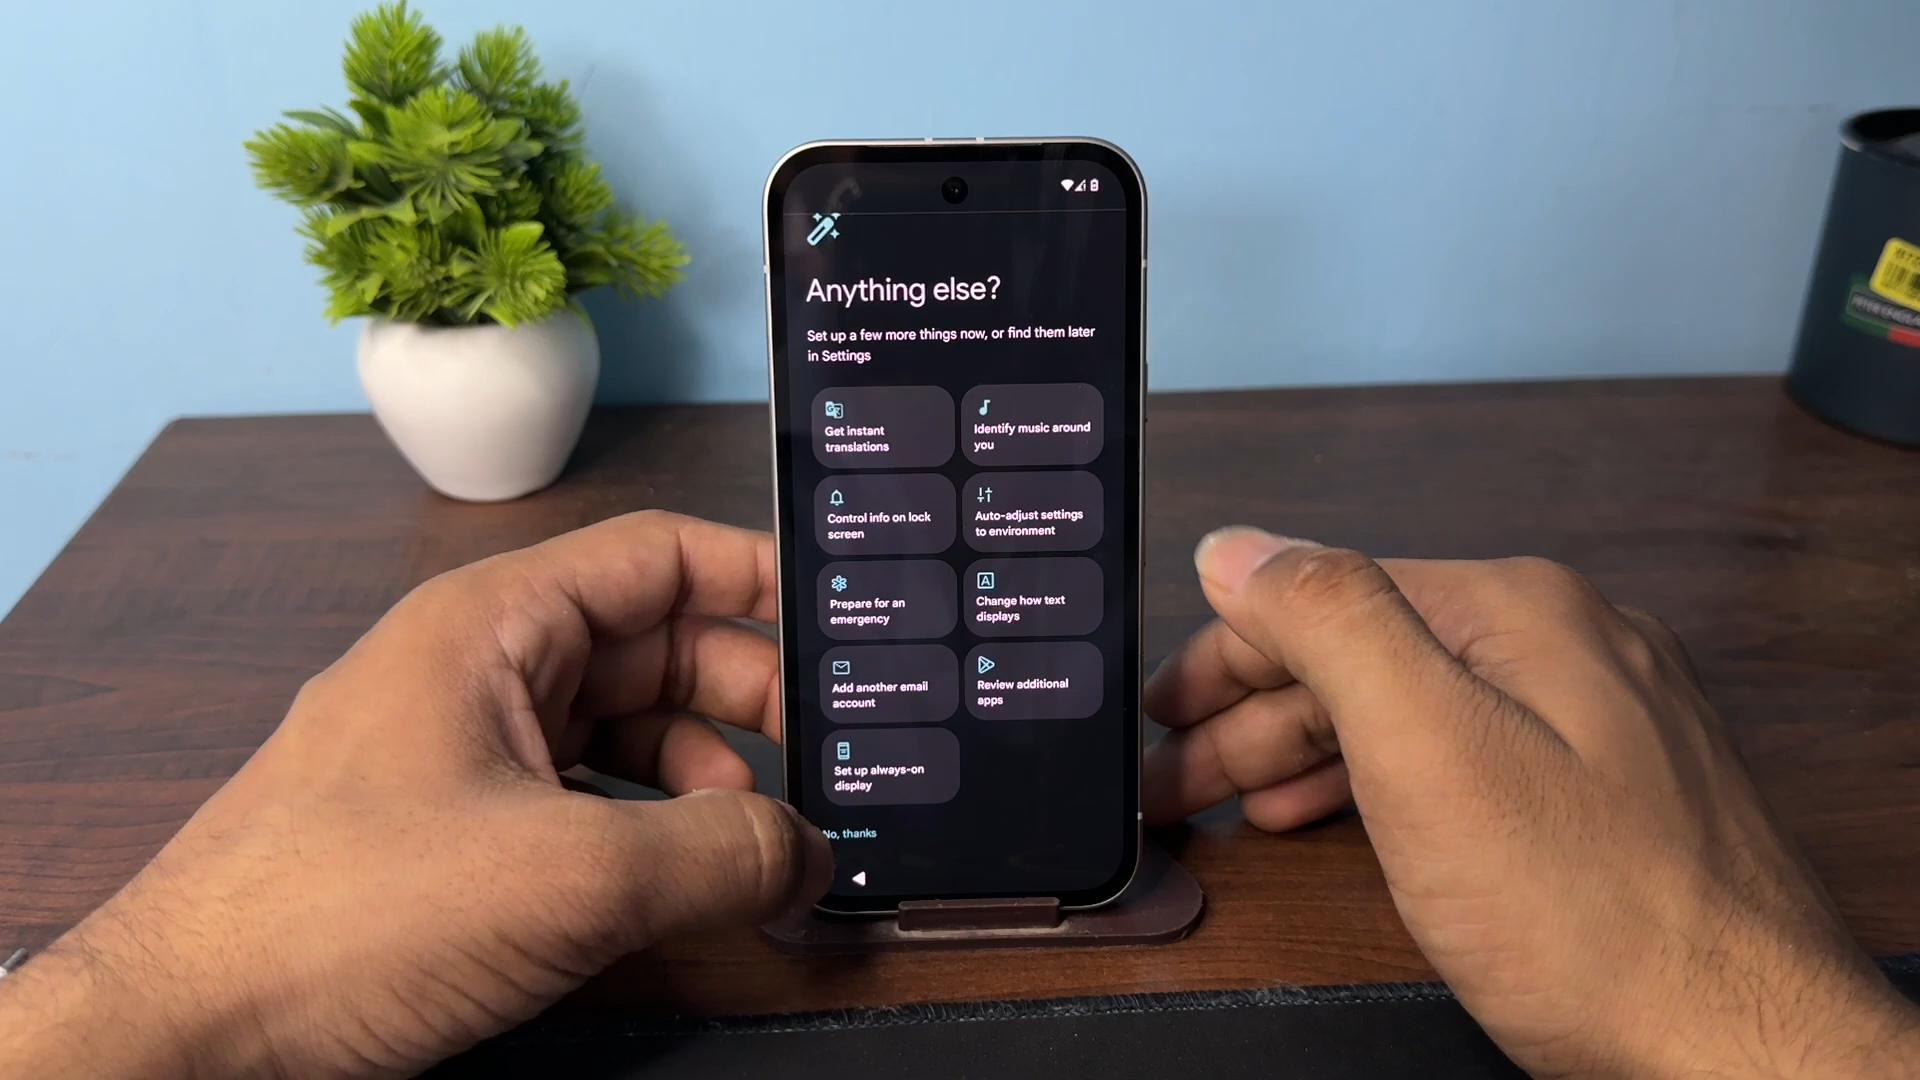 Anything else?
Set up a few more things now, or find them later
in Settings
Get instant
translations
Identify music around
you
Control info on lock
screen
Auto-adjust settings
to environment
Prepare for an
emergency
Change how text
displays
Add another email
account
Review additional
apps
Set up always-on
display
No, thanks